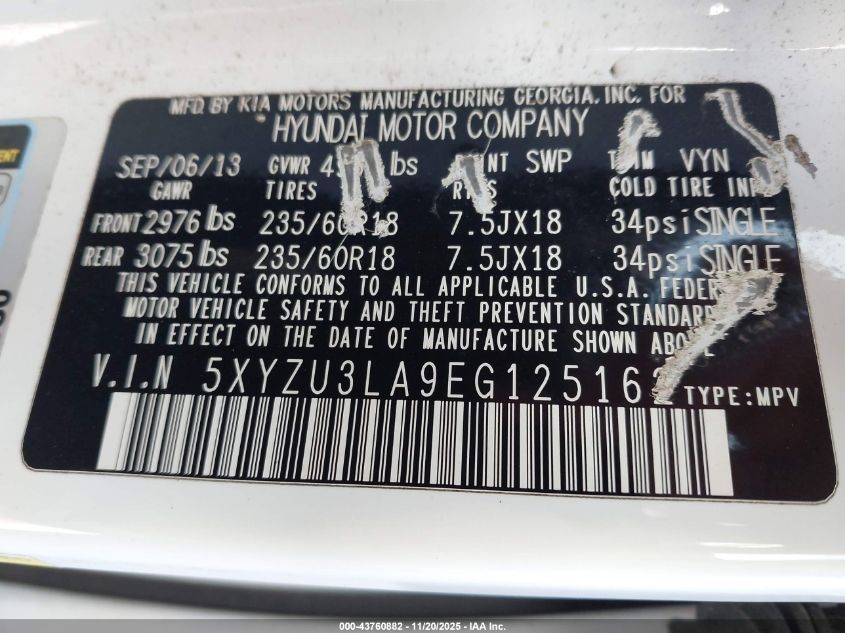 MFD. BY KIA MOTORS MANUFACTURING GEORGIA, INC. FOR
HYUNDAI MOTOR COMPANY
SEP/06/13 GVWR lbs SWP VYN
GAWR TIRES COLD TIRE
FRONT 2976 lbs 235/60R18 7.5JX18 34psi SINGLE
REAR 3075 lbs 235/60R18 7.5JX18 34psi SINGLE
THIS VEHICLE CONFORMS TO ALL APPLICABLE U.S.A.
MOTOR VEHICLE SAFETY AND THEFT PREVENTION
IN EFFECT ON THE DATE OF MANUFACTURE SHOWN
V.I.N TYPE:MPV
000-43760882 - 11/20/2025 - IAA Inc.